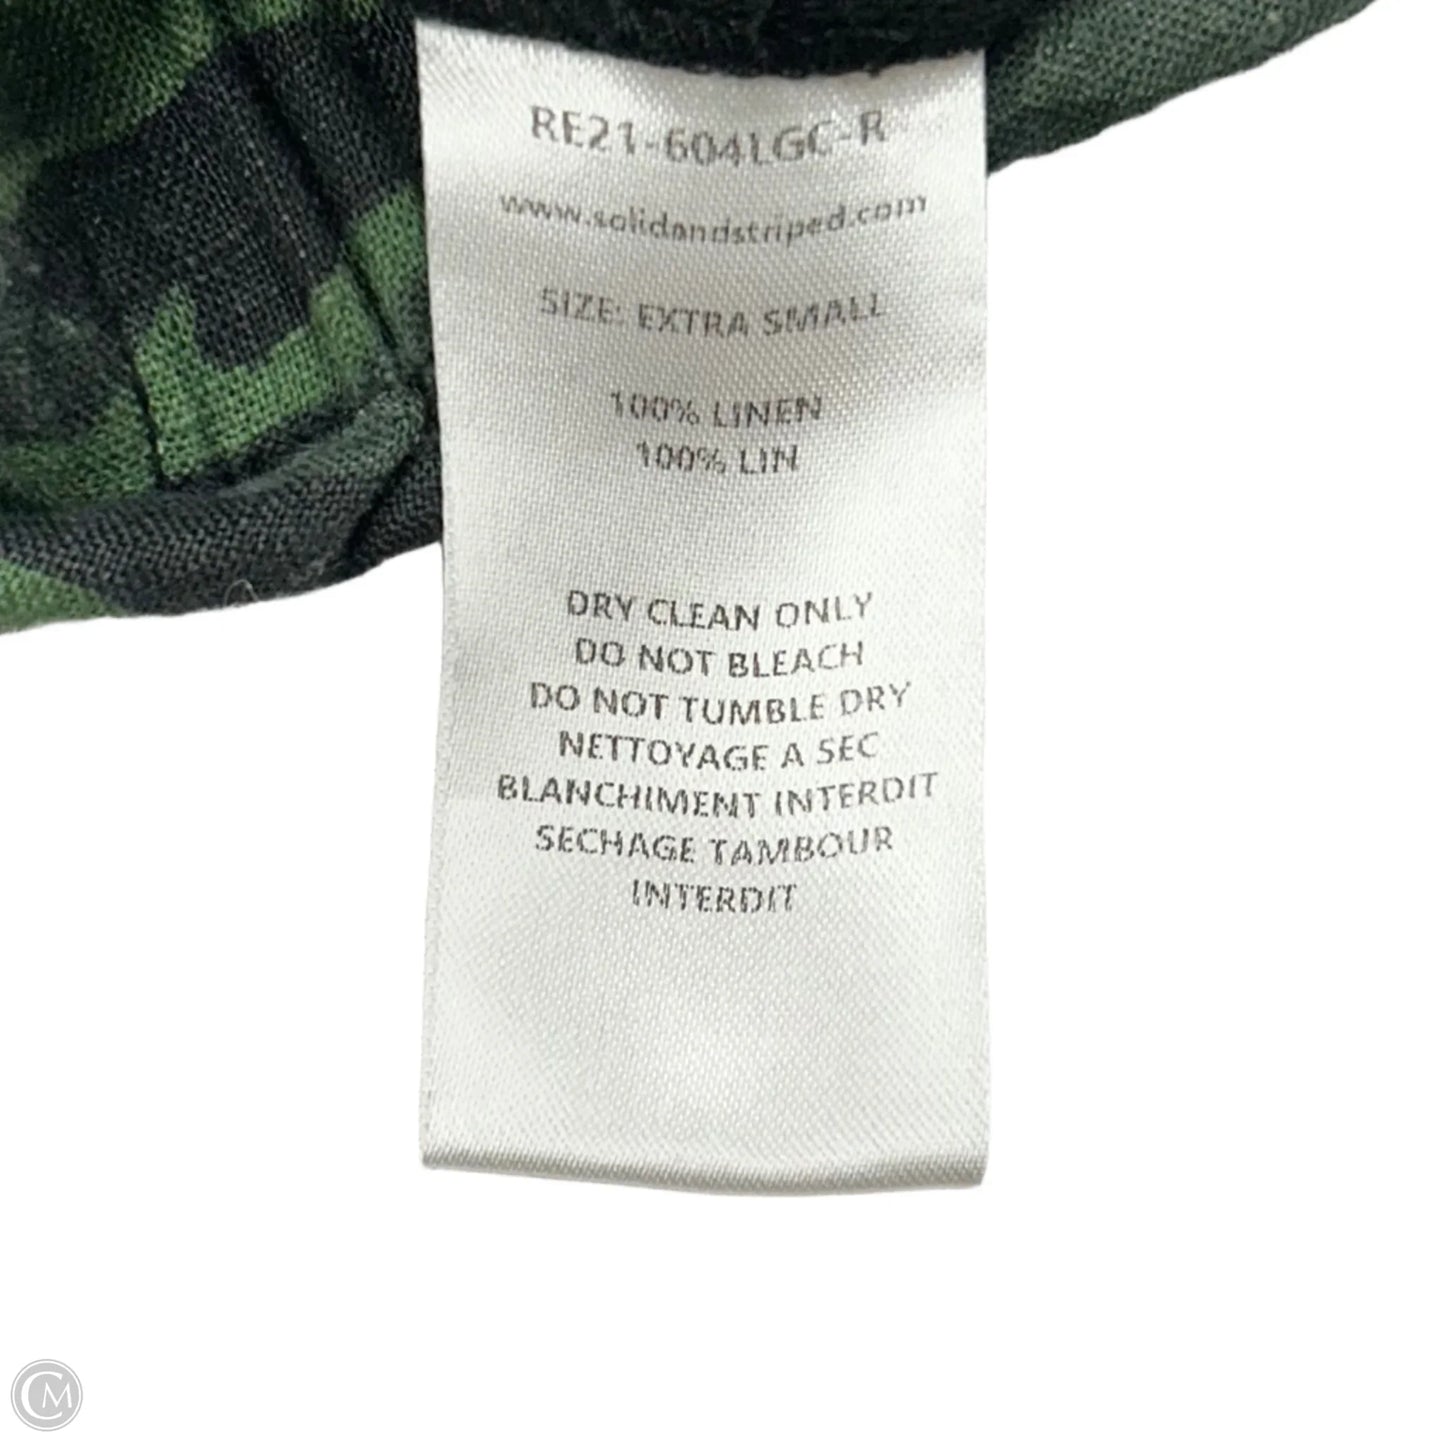 RE21-604LGC-R
www.solidandstriped.com
SIZE: EXTRA SMALL
100% LINEN
100% LIN
DRY CLEAN ONLY
DO NOT BLEACH
DO NOT TUMBLE DRY
NETTOYAGE A SEC
BLANCHIMENT INTERDIT
SECHAGE TAMBOUR
INTERDIT
CM